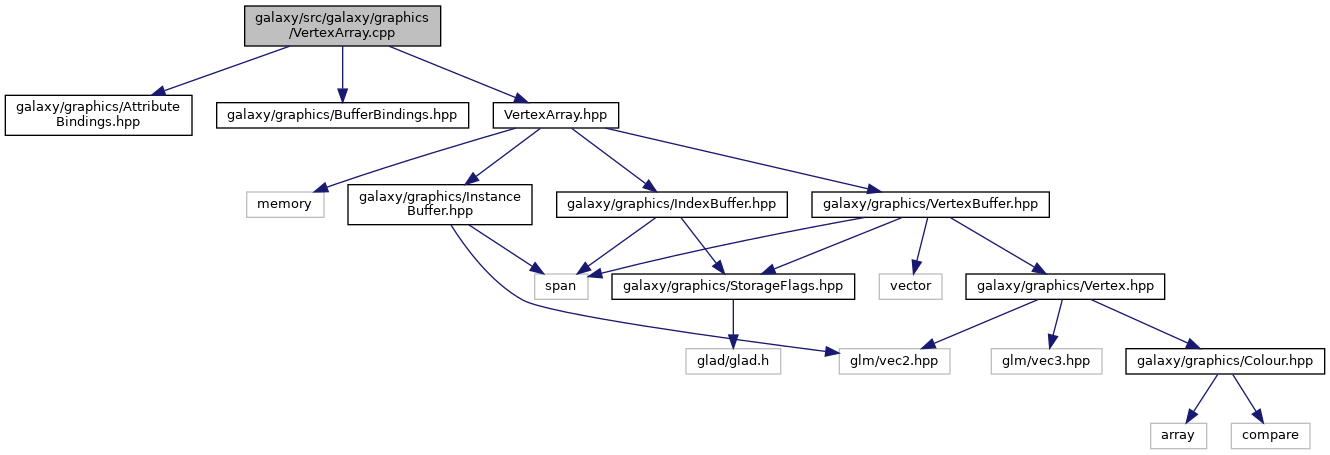 galaxy/src/galaxy/graphics
/VertexArray.cpp
galaxy/graphics/Attribute
Bindings.hpp
galaxy/graphics/BufferBindings.hpp
VertexArray.hpp
memory
galaxy/graphics/Instance
Buffer.hpp
galaxy/graphics/IndexBuffer.hpp
galaxy/graphics/VertexBuffer.hpp
span
galaxy/graphics/StorageFlags.hpp
vector
galaxy/graphics/Vertex.hpp
glad/glad.h
glm/vec2.hpp
glm/vec3.hpp
galaxy/graphics/Colour.hpp
array
compare